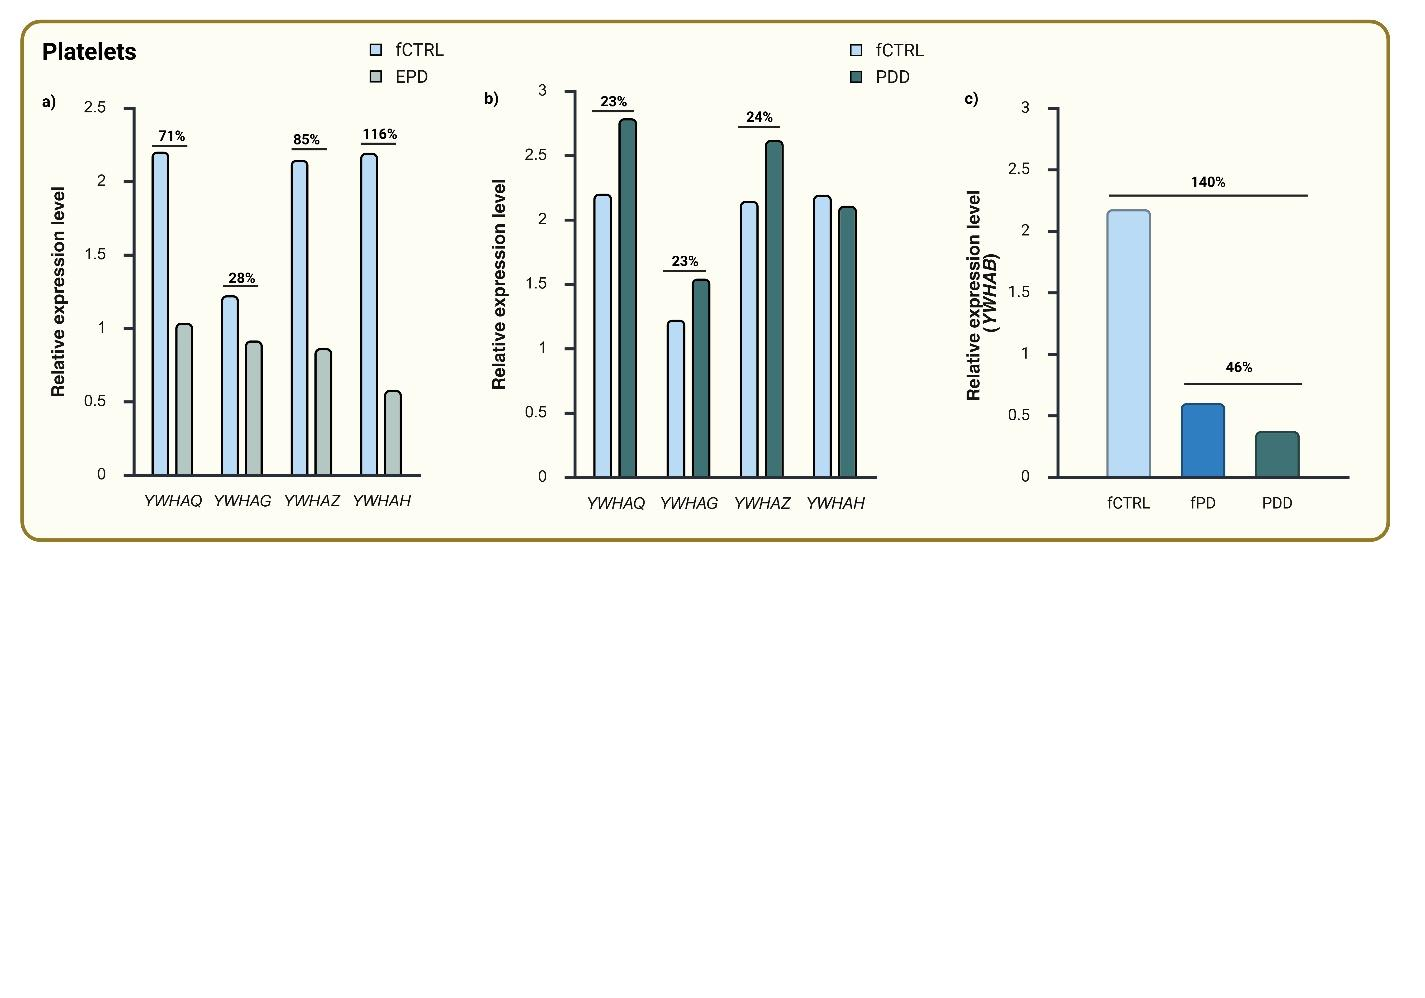 Platelets
fCTRL
EPD
fCTRL
PDD
a)
2.5
2
1.5
1
0.5
0
Relative expression level
71%
28%
85%
116%
YWHAQ YWHAG YWHAZ YWHAH
b)
3
2.5
2
1.5
1
0.5
0
Relative expression level
23%
23%
24%
YWHAQ YWHAG YWHAZ YWHAH
c)
3
2.5
2
1.5
1
0.5
0
Relative expression level
(YWHAB)
140%
46%
fCTRL fPD PDD